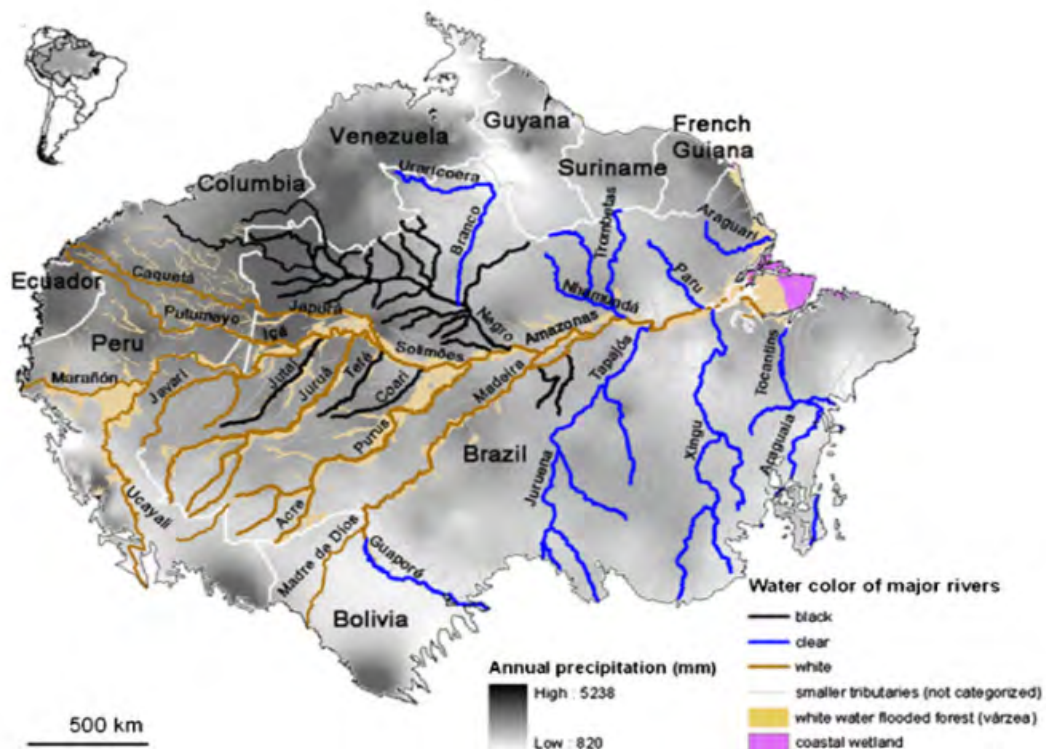 Venezuela
Guyana
French
Guiana
Suriname
Columbia
Uraricoera
Branco
Trombetas
Araguari
Ecuador
Caquetá
Putumayo
Japurá
Içá
Negro
Nhamundá
Paru
Amazonas
Peru
Solimões
Marañón
Javari
Jutaí
Juruá
Tefé
Coari
Madeira
Tapajós
Tocantins
Purus
Brazil
Xingu
Araguaia
Juruena
Ucayali
Acre
Madre de Dios
Guaporé
Bolivia
Water color of major rivers
black
clear
white
smaller tributaries (not categorized)
white water flooded forest (várzea)
coastal wetland
Annual precipitation (mm)
High : 5238
Low : 820
500 km